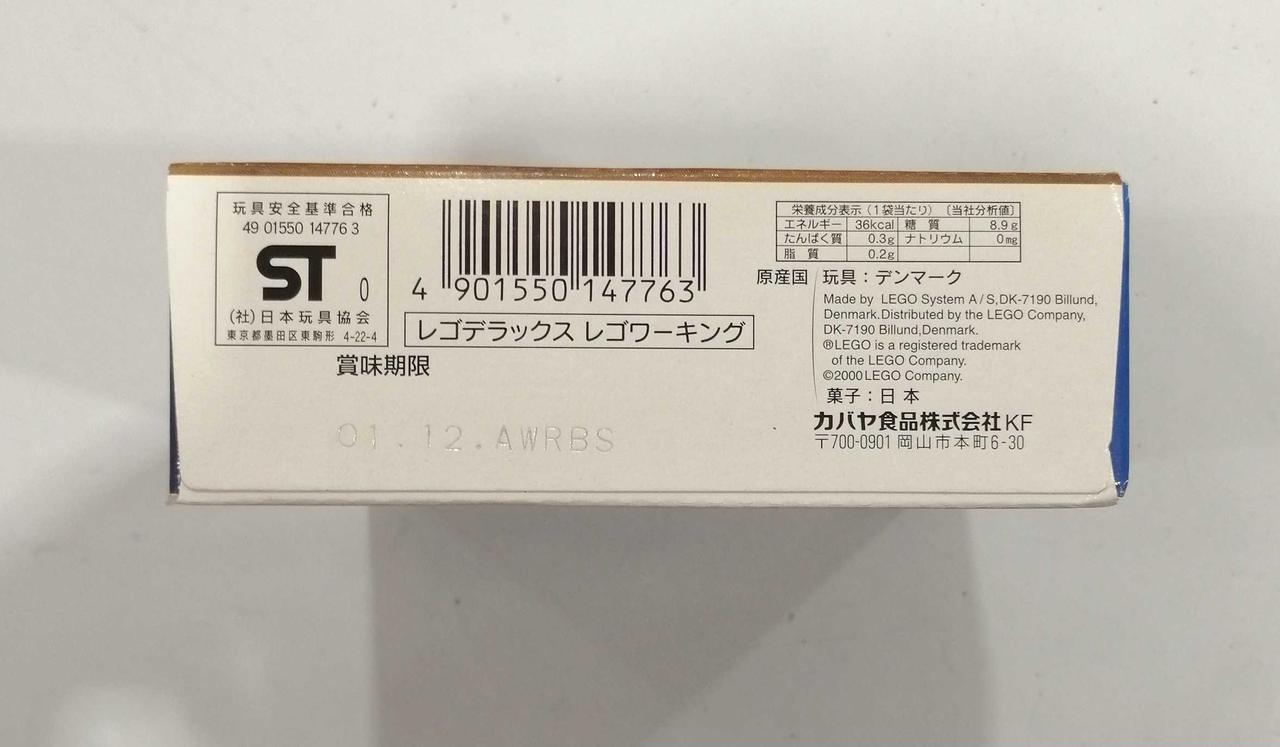 玩具安全基準合格
49 01550 14776 3
ST 0
(社)日本玩具協会
東京都墨田区東駒形 4-22-4
4 901550 147763
レゴデラックス レゴワーキング
賞味期限
01.12.AWRBS
栄養成分表示(1袋当たり)〔当社分析値〕
エネルギー 36kcal 糖質 8.9g
たんぱく質 0.3g ナトリウム 0mg
脂質 0.2g
原産国 玩具:デンマーク
Made by LEGO System A/S,DK-7190 Billund,
Denmark.Distributed by the LEGO Company,
DK-7190 Billund,Denmark.
®LEGO is a registered trademark
of the LEGO Company.
©2000 LEGO Company.
菓子:日本
カバヤ食品株式会社 KF
〒700-0901 岡山市本町6-30